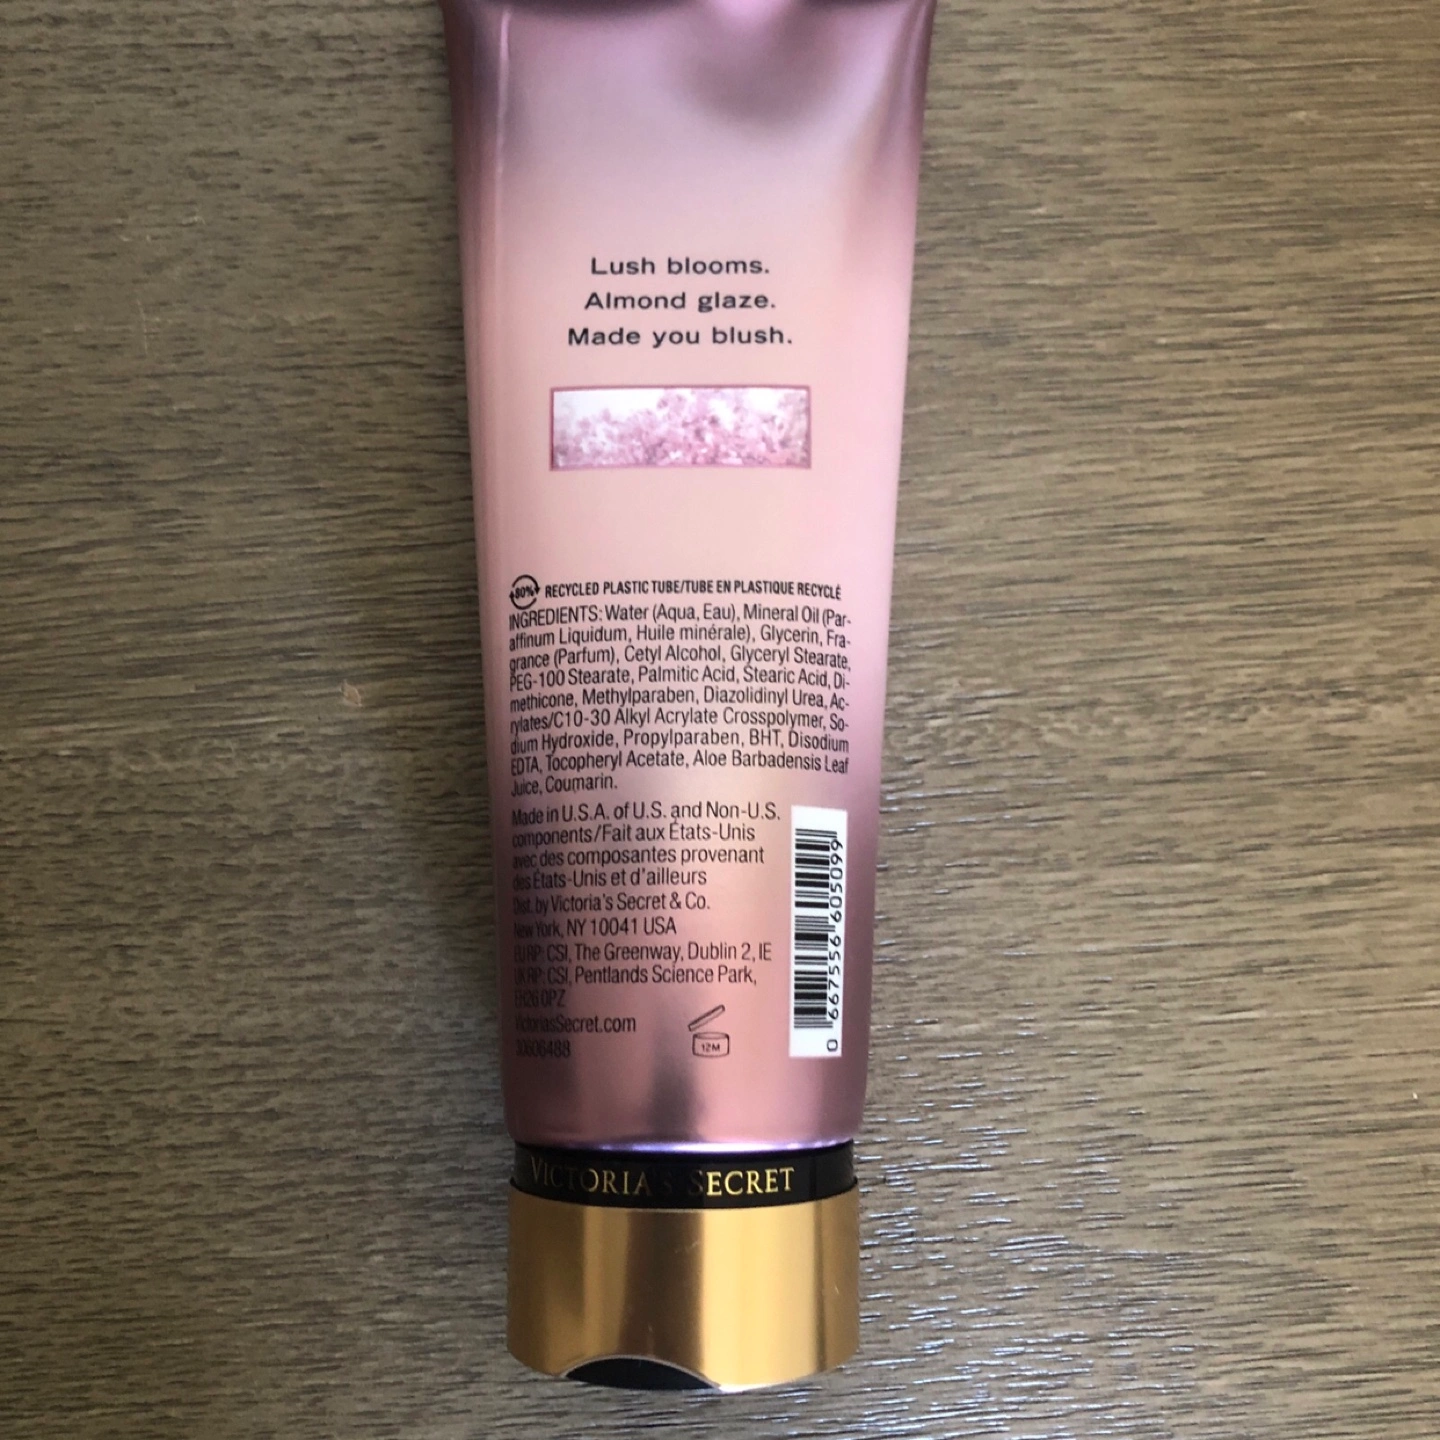 Lush blooms.
Almond glaze.
Made you blush.
80% RECYCLED PLASTIC TUBE/TUBE EN PLASTIQUE RECYCLÉ
INGREDIENTS: Water (Aqua, Eau), Mineral Oil (Par-
affinum Liquidum, Huile minérale), Glycerin, Fra-
grance (Parfum), Cetyl Alcohol, Glyceryl Stearate,
PEG-100 Stearate, Palmitic Acid, Stearic Acid, Di-
methicone, Methylparaben, Diazolidinyl Urea, Ac-
rylates/C10-30 Alkyl Acrylate Crosspolymer, So-
dium Hydroxide, Propylparaben, BHT, Disodium
EDTA, Tocopheryl Acetate, Aloe Barbadensis Leaf
Juice, Coumarin.
Made in U.S.A. of U.S. and Non-U.S.
components/Fait aux États-Unis
avec des composantes provenant
des États-Unis et d'ailleurs
Dist. by Victoria's Secret & Co.
New York, NY 10041 USA
EU RP: CSI, The Greenway, Dublin 2, IE
UK RP: CSI, Pentlands Science Park,
EH26 0PZ
VictoriasSecret.com
30606488
12M
0 667556 605099
VICTORIA'S SECRET